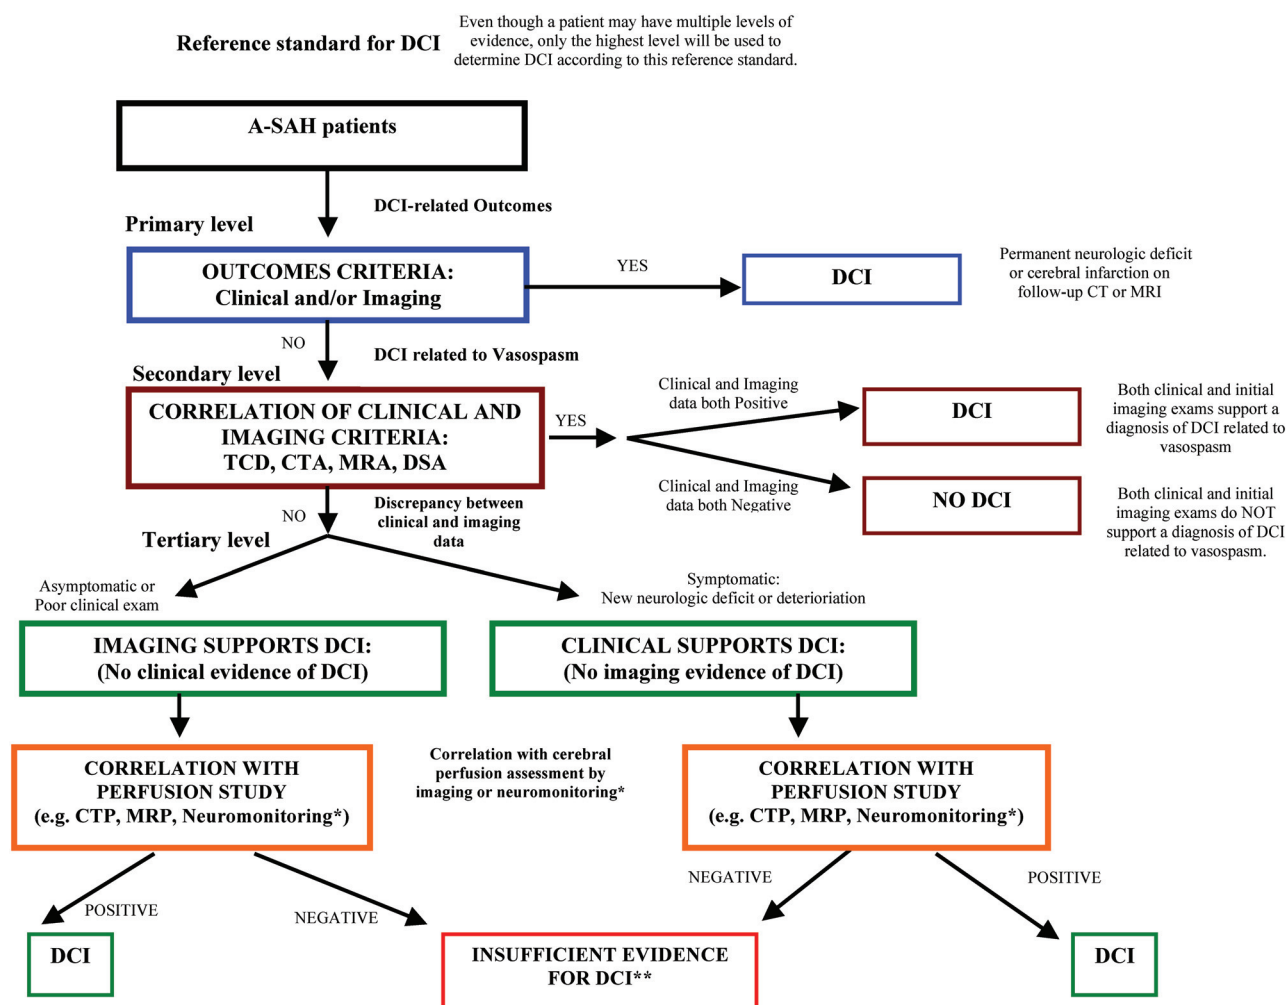 Reference standard for DCI
Even though a patient may have multiple levels of
evidence, only the highest level will be used to
determine DCI according to this reference standard.
A-SAH patients
DCI-related Outcomes
Primary level
OUTCOMES CRITERIA:
Clinical and/or Imaging
YES
DCI
Permanent neurologic deficit
or cerebral infarction on
follow-up CT or MRI
NO
DCI related to Vasospasm
Secondary level
CORRELATION OF CLINICAL AND
IMAGING CRITERIA:
TCD, CTA, MRA, DSA
YES
Clinical and Imaging
data both Positive
DCI
Both clinical and initial
imaging exams support a
diagnosis of DCI related to
vasospasm
Clinical and Imaging
data both Negative
NO DCI
Both clinical and initial
imaging exams do NOT
support a diagnosis of DCI
related to vasospasm.
NO
Discrepancy between
clinical and imaging
data
Tertiary level
Asymptomatic or
Poor clinical exam
Symptomatic:
New neurologic deficit or deterioriation
IMAGING SUPPORTS DCI:
(No clinical evidence of DCI)
CLINICAL SUPPORTS DCI:
(No imaging evidence of DCI)
CORRELATION WITH
PERFUSION STUDY
(e.g. CTP, MRP, Neuromonitoring*)
Correlation with cerebral
perfusion assessment by
imaging or neuromonitoring*
CORRELATION WITH
PERFUSION STUDY
(e.g. CTP, MRP, Neuromonitoring*)
POSITIVE
NEGATIVE
NEGATIVE
POSITIVE
DCI
INSUFFICIENT EVIDENCE
FOR DCI**
DCI